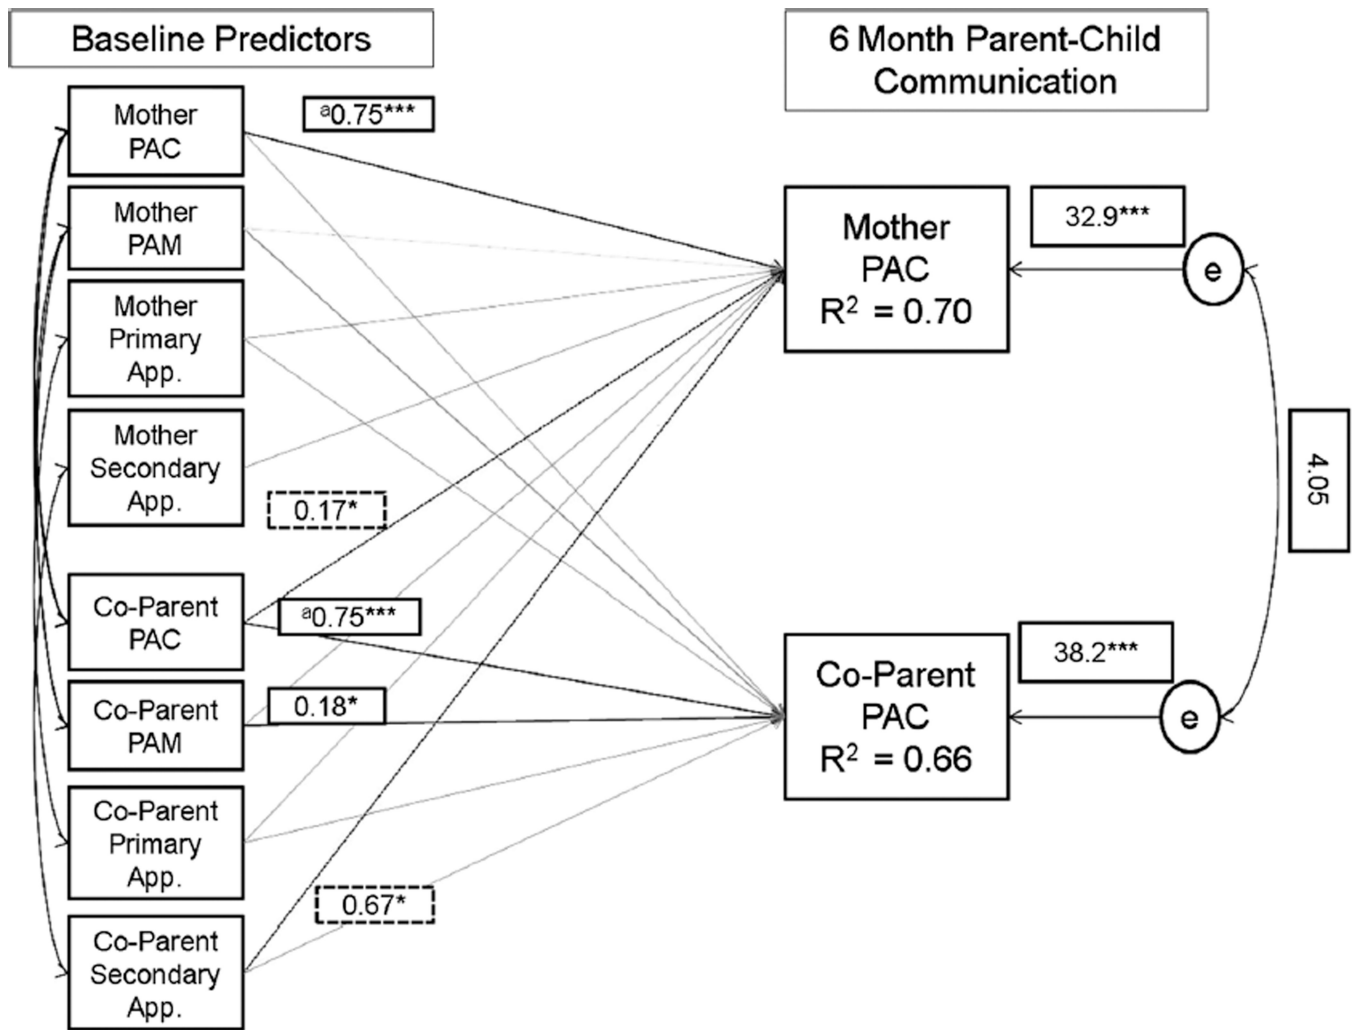 Baseline Predictors
6 Month Parent-Child
Communication
Mother
PAC
ᵃ0.75***
Mother
PAM
Mother
Primary
App.
Mother
Secondary
App.
0.17*
Co-Parent
PAC
ᵃ0.75***
Co-Parent
PAM
0.18*
Co-Parent
Primary
App.
Co-Parent
Secondary
App.
0.67*
Mother
PAC
R² = 0.70
32.9***
e
4.05
Co-Parent
PAC
R² = 0.66
38.2***
e